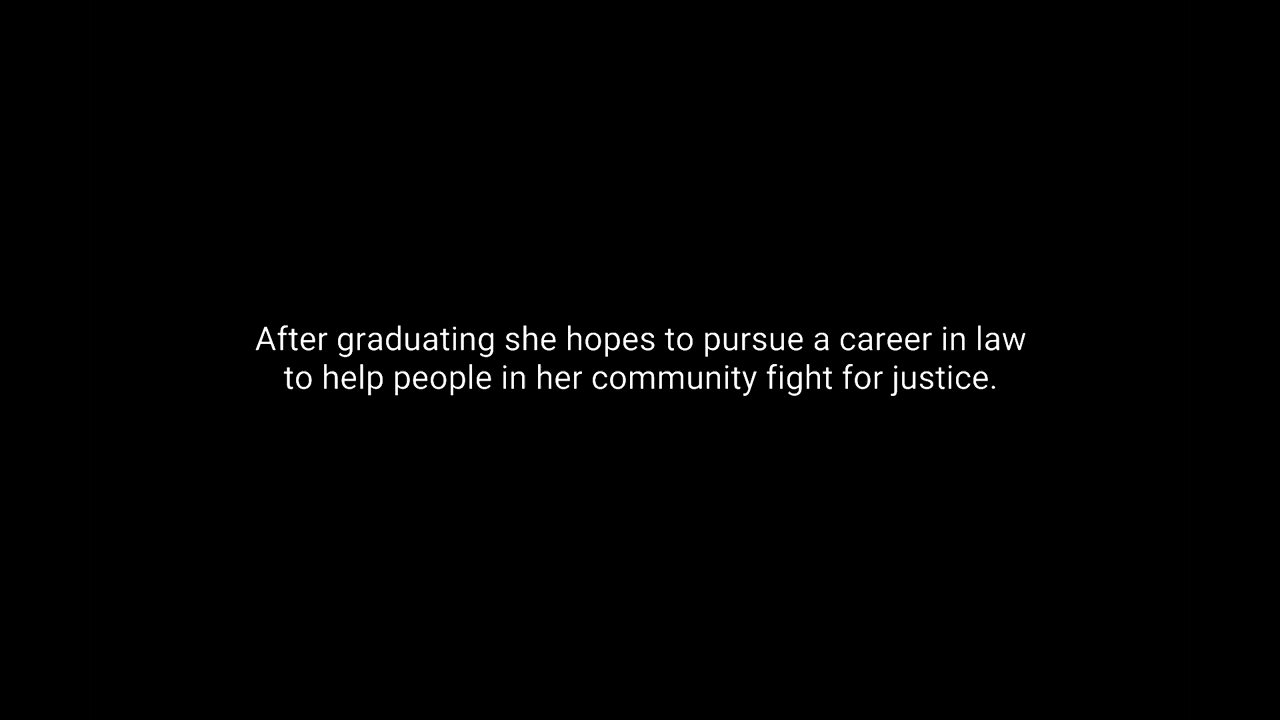 After graduating she hopes to pursue a career in law
to help people in her community fight for justice.